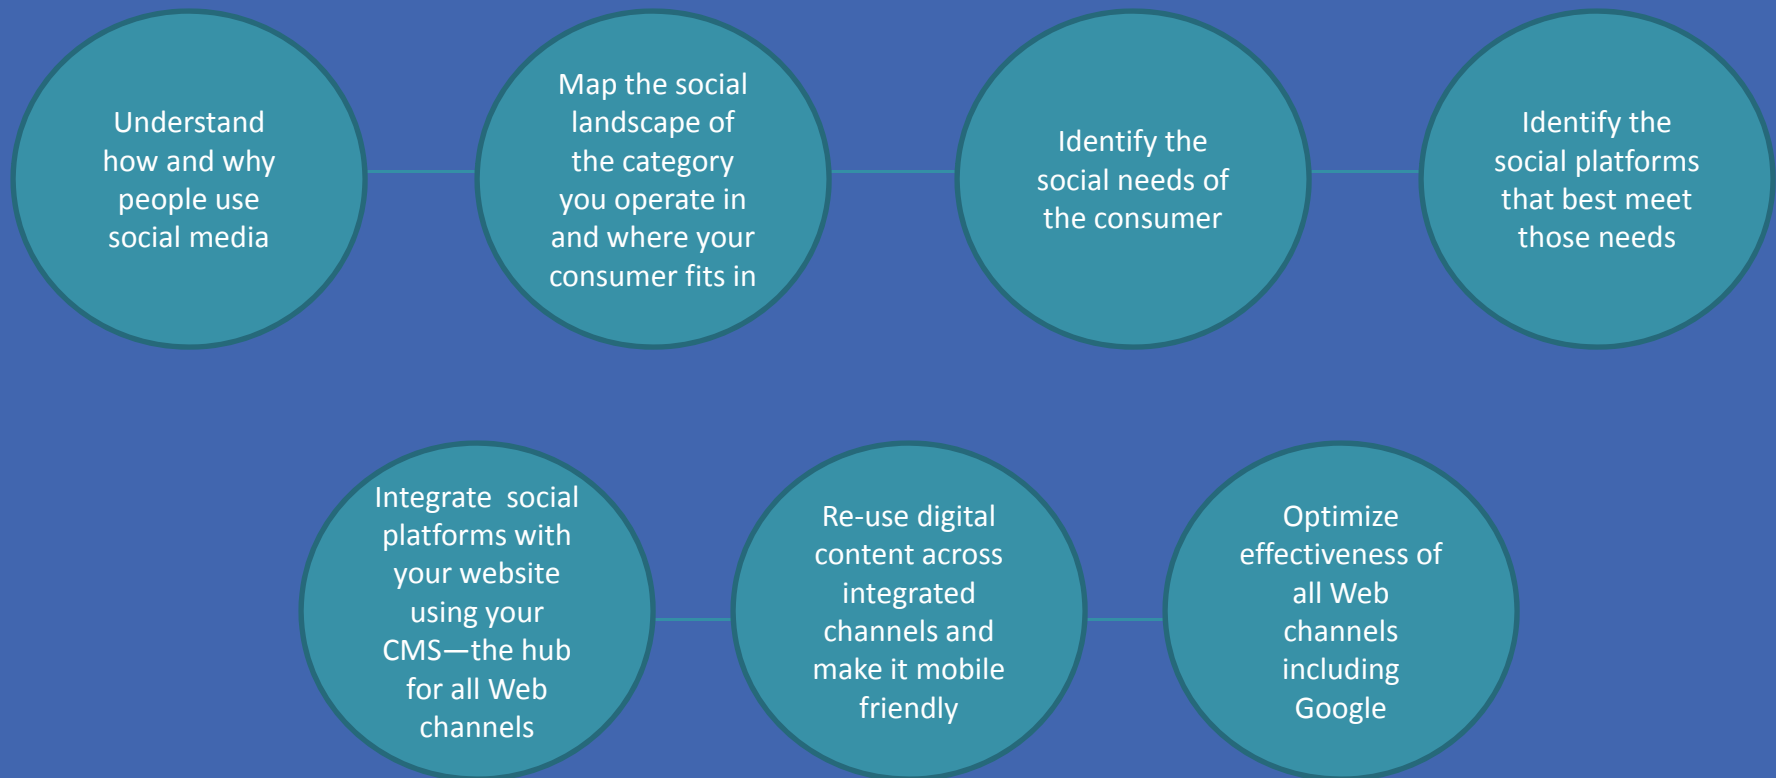 Understand
how and why
people use
social media
Map the social
landscape of
the category
you operate in
and where your
consumer fits in
Identify the
social needs of
the consumer
Identify the
social platforms
that best meet
those needs
Integrate  social
platforms with
your website
using your
CMS—the hub
for all Web
channels
Re-use digital
content across
integrated
channels and
make it mobile
friendly
Optimize
effectiveness of
all Web
channels
including
Google